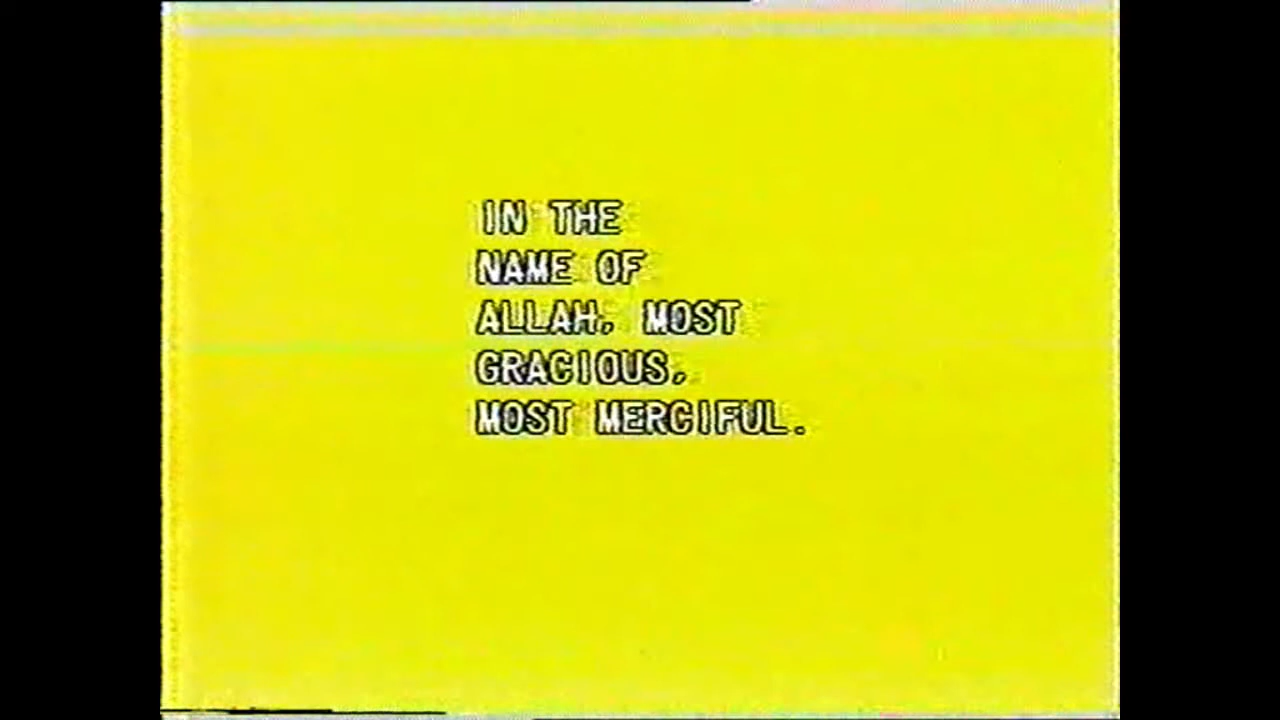 IN THE
NAME OF
ALLAH, MOST
GRACIOUS,
MOST MERCIFUL.